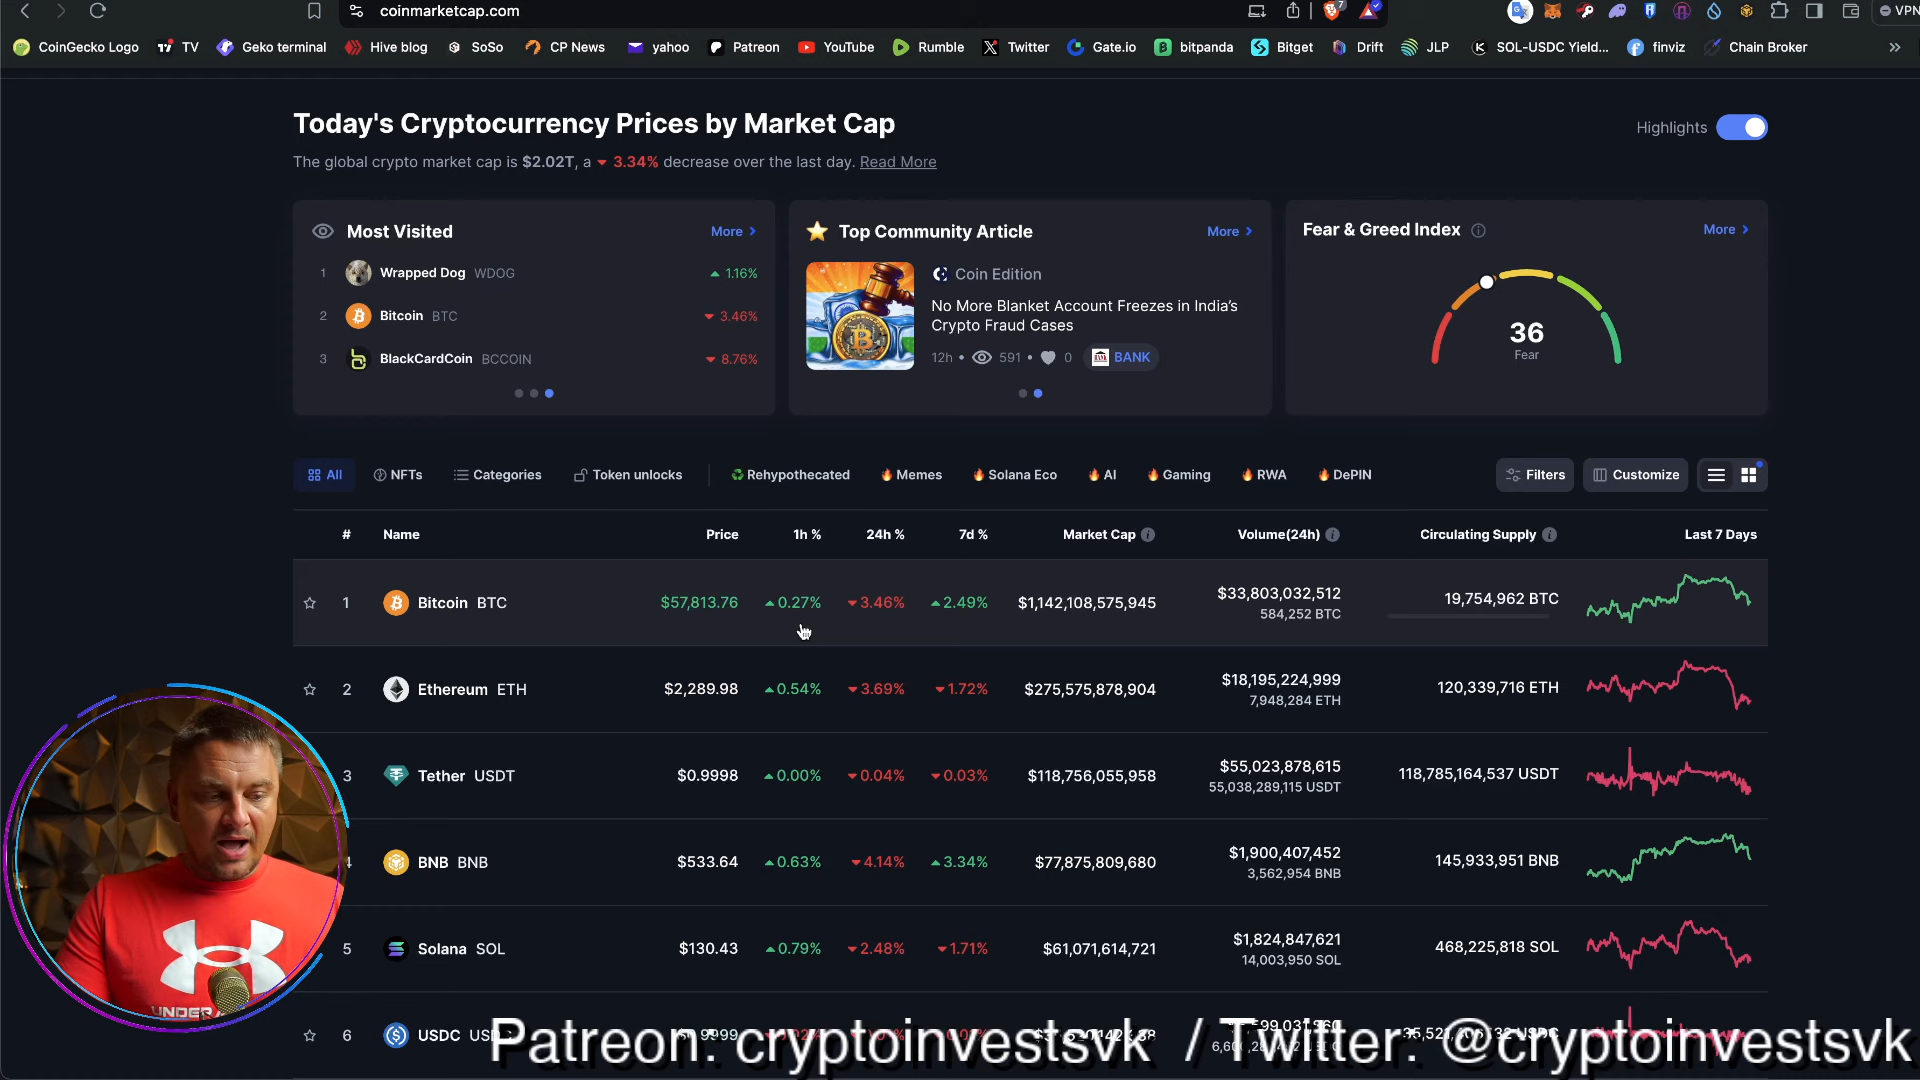 coinmarketcap.com
7
VPN
CoinGecko Logo TV Geko terminal Hive blog SoSo CP News yahoo Patreon YouTube Rumble Twitter Gate.io bitpanda Bitget Drift JLP SOL-USDC Yield... finviz Chain Broker »
Today's Cryptocurrency Prices by Market Cap
Highlights
The global crypto market cap is $2.02T, a ▼ 3.34% decrease over the last day. Read More
Most Visited More >
1 Wrapped Dog WDOG ▲ 1.16%
2 Bitcoin BTC ▼ 3.46%
3 BlackCardCoin BCCOIN ▼ 8.76%
Top Community Article More >
Coin Edition
No More Blanket Account Freezes in India's
Crypto Fraud Cases
12h • 591 • 0 BANK
Fear & Greed Index More >
36
Fear
All NFTs Categories Token unlocks Rehypothecated Memes Solana Eco AI Gaming RWA DePIN Filters Customize
# Name Price 1h % 24h % 7d % Market Cap Volume(24h) Circulating Supply Last 7 Days
1 Bitcoin BTC $57,813.76 ▲0.27% ▼3.46% ▲2.49% $1,142,108,575,945 $33,803,032,512 19,754,962 BTC
584,252 BTC
2 Ethereum ETH $2,289.98 ▲0.54% ▼3.69% ▼1.72% $275,575,878,904 $18,195,224,999 120,339,716 ETH
7,948,284 ETH
3 Tether USDT $0.9998 ▲0.00% ▼0.04% ▼0.03% $118,756,055,958 $55,023,878,615 118,785,164,537 USDT
55,038,289,115 USDT
4 BNB BNB $533.64 ▲0.63% ▼4.14% ▲3.34% $77,875,809,680 $1,900,407,452 145,933,951 BNB
3,562,954 BNB
5 Solana SOL $130.43 ▲0.79% ▼2.48% ▼1.71% $61,071,614,721 $1,824,847,621 468,225,818 SOL
14,003,950 SOL
6 USDC
UNDER
Patreon: cryptoinvestsvk / Twitter: @cryptoinvestsvk